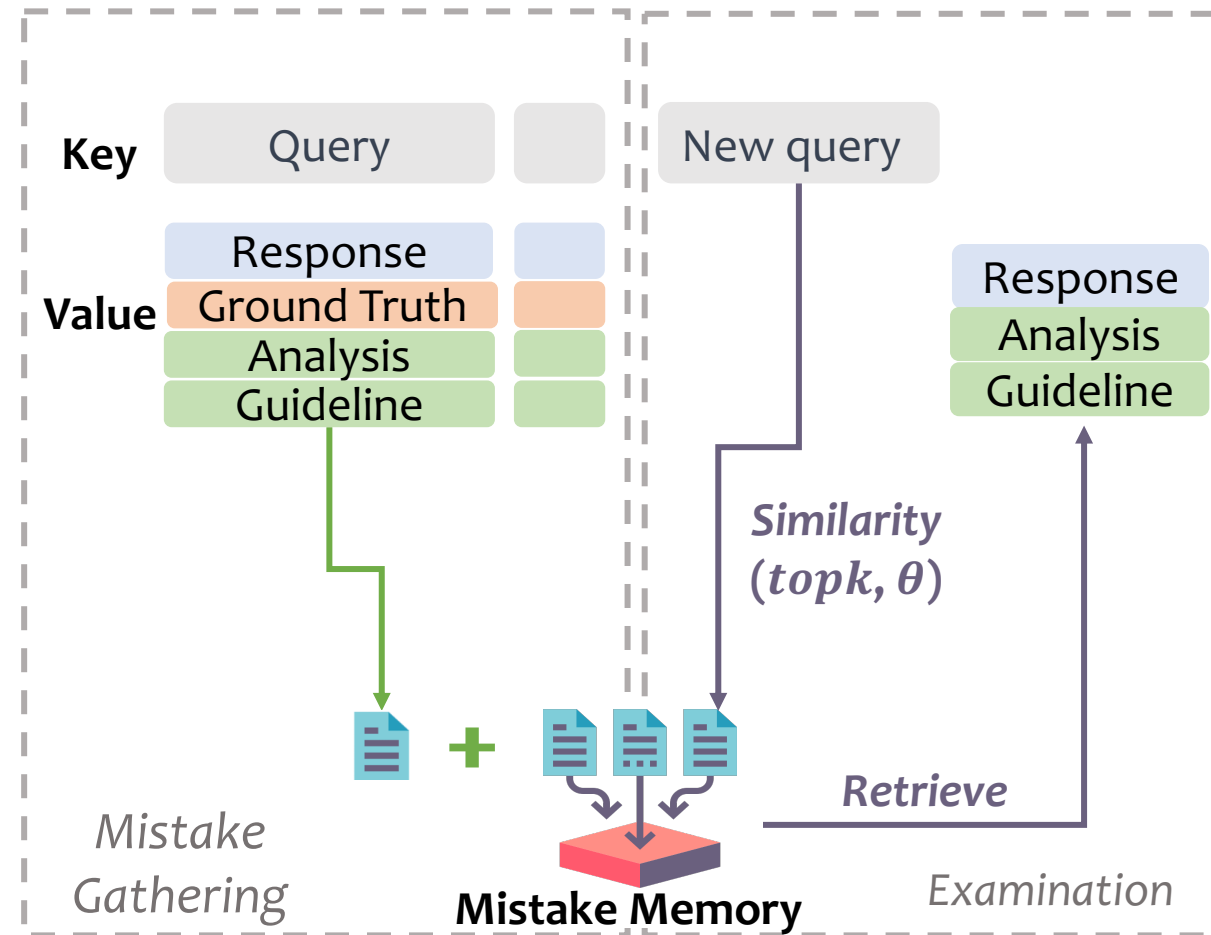 Key
Query
Value
Response
Ground Truth
Analysis
Guideline
Mistake
Gathering
Mistake Memory
New query
Similarity
(topk, θ)
Retrieve
Response
Analysis
Guideline
Examination